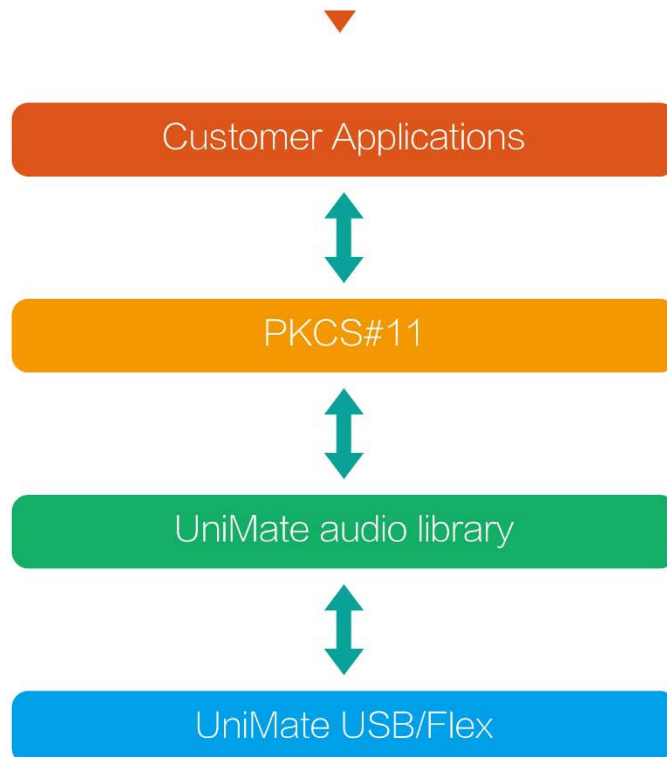 Customer Applications
PKCS#11
UniMate audio library
UniMate USB/Flex